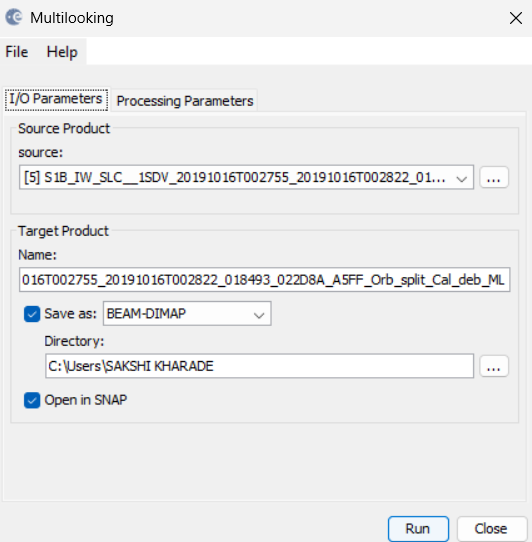 Multilooking
File Help
I/O Parameters Processing Parameters
Source Product
source:
[5] S1B_IW_SLC__1SDV_20191016T002755_20191016T002822_01... ...
Target Product
Name:
016T002755_20191016T002822_018493_022D8A_A5FF_Orb_split_Cal_deb_ML
Save as: BEAM-DIMAP
Directory:
C:\Users\SAKSHI KHARADE ...
Open in SNAP
Run Close